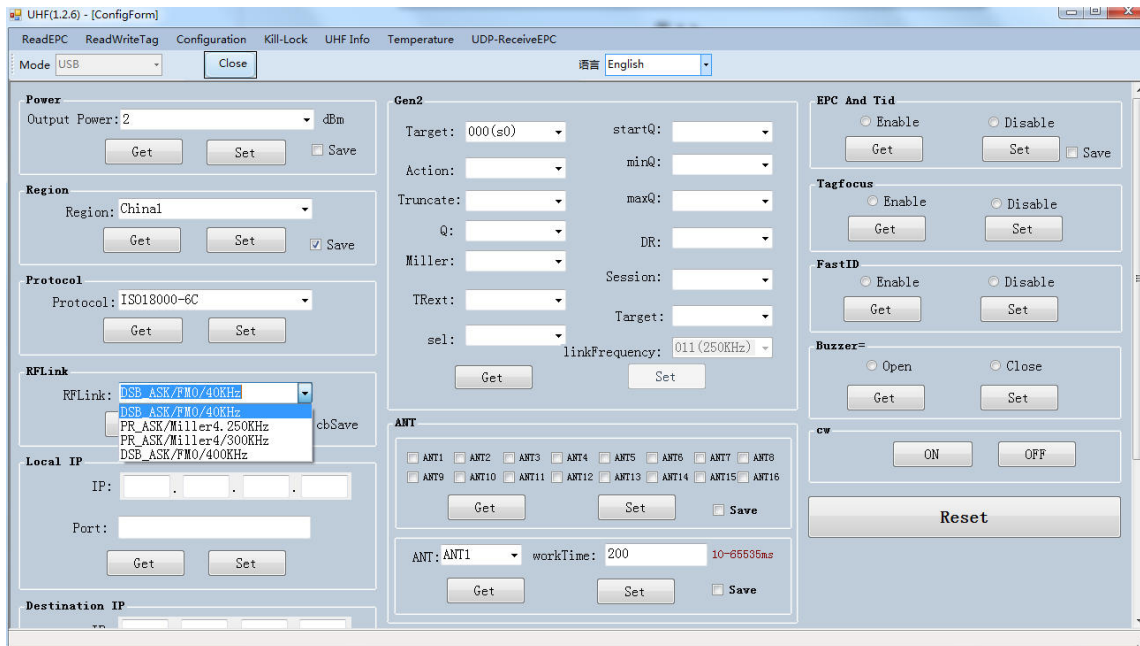 UHF(1.2.6) - [ConfigForm]
ReadEPC ReadWriteTag Configuration Kill-Lock UHF Info Temperature UDP-ReceiveEPC
Mode USB Close 语言 English
Power
Output Power: 2 dBm
Get Set Save
Region
Region: China1
Get Set Save
Protocol
Protocol: ISO18000-6C
Get Set
RFLink
RFLink: DSB_ASK/FM0/40KHz
DSB_ASK/FM0/40KHz
PR_ASK/Miller4.250KHz
PR_ASK/Miller4/300KHz
DSB_ASK/FM0/400KHz
cbSave
Local IP
IP: . . .
Port:
Get Set
Destination IP
Gen2
Target: 000(s0) startQ:
Action: minQ:
Truncate: maxQ:
Q: DR:
Miller: Session:
TRext: Target:
sel: linkFrequency: 011(250KHz)
Get Set
ANT
ANT1 ANT2 ANT3 ANT4 ANT5 ANT6 ANT7 ANT8
ANT9 ANT10 ANT11 ANT12 ANT13 ANT14 ANT15 ANT16
Get Set Save
ANT: ANT1 workTime: 200 10-65535ms
Get Set Save
EPC And Tid
Enable Disable
Get Set Save
Tagfocus
Enable Disable
Get Set
FastID
Enable Disable
Get Set
Buzzer=
Open Close
Get Set
cw
ON OFF
Reset